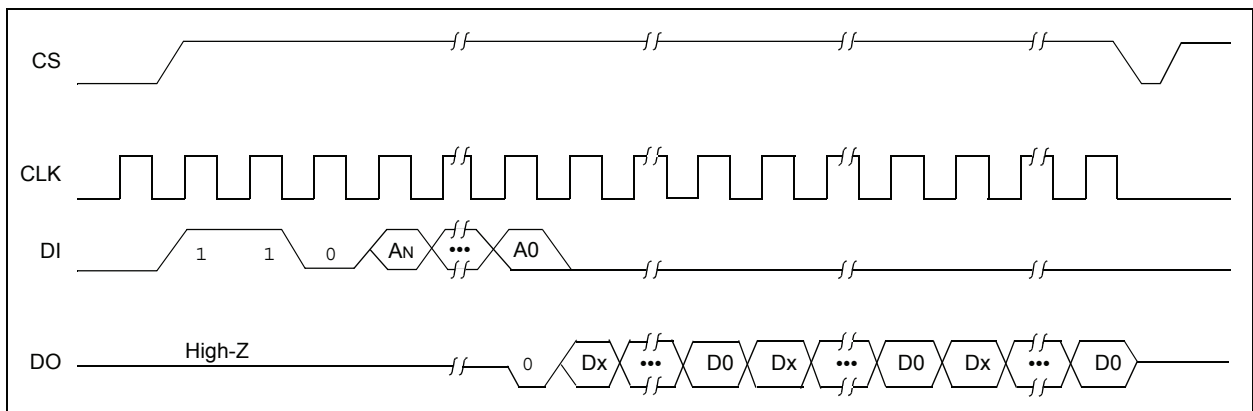 CS
CLK
DI 1 1 0 AN ••• A0
DO High-Z 0 Dx ••• D0 Dx ••• D0 Dx ••• D0